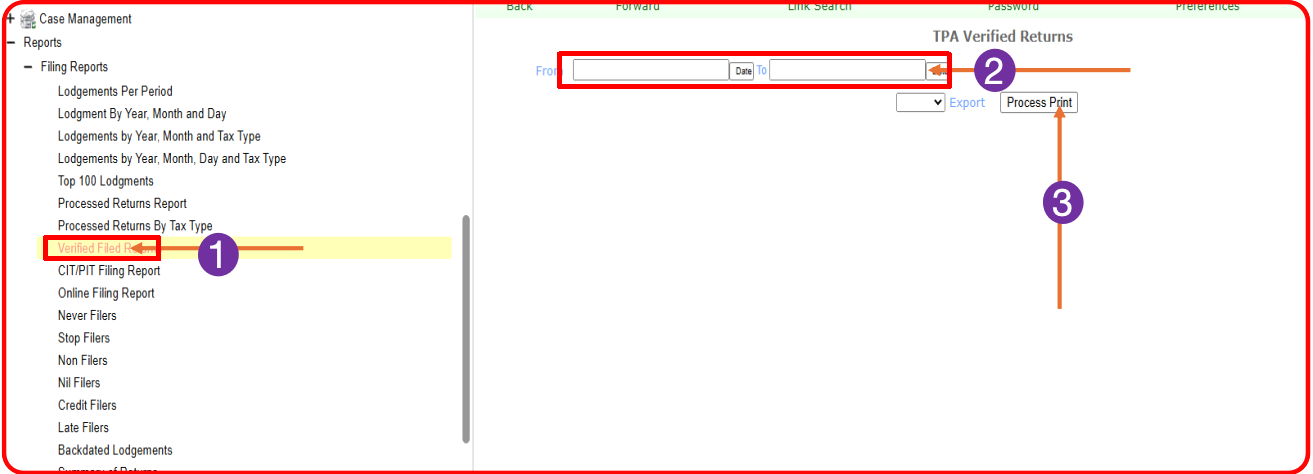 Back Forward Link Search Password Preferences
Case Management
Reports
Filing Reports
Lodgements Per Period
Lodgment By Year, Month and Day
Lodgements by Year, Month and Tax Type
Lodgements by Year, Month, Day and Tax Type
Top 100 Lodgments
Processed Returns Report
Processed Returns By Tax Type
Verified Filed
CIT/PIT Filing Report
Online Filing Report
Never Filers
Stop Filers
Non Filers
Nil Filers
Credit Filers
Late Filers
Backdated Lodgements
Summary of Returns
1
TPA Verified Returns
From Date To
2
Export Process Print
3